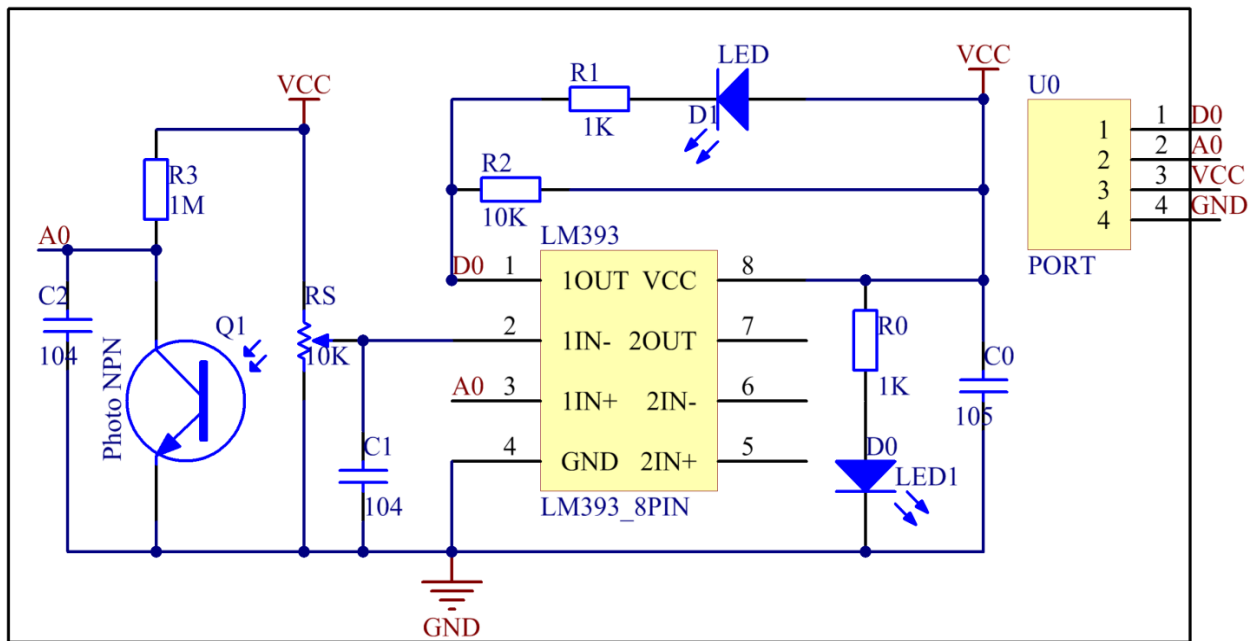 VCC
R3
1M
A0
C2
104
Photo NPN
Q1
RS
10K
C1
104
R1
1K
LED
D1
R2
10K
VCC
LM393
D0
1
1OUT
VCC
8
2
1IN-
2OUT
7
A0
3
1IN+
2IN-
6
4
GND
2IN+
5
LM393_8PIN
R0
1K
D0
LED1
C0
105
GND
U0
1
1
D0
2
2
A0
3
3
VCC
4
4
GND
PORT